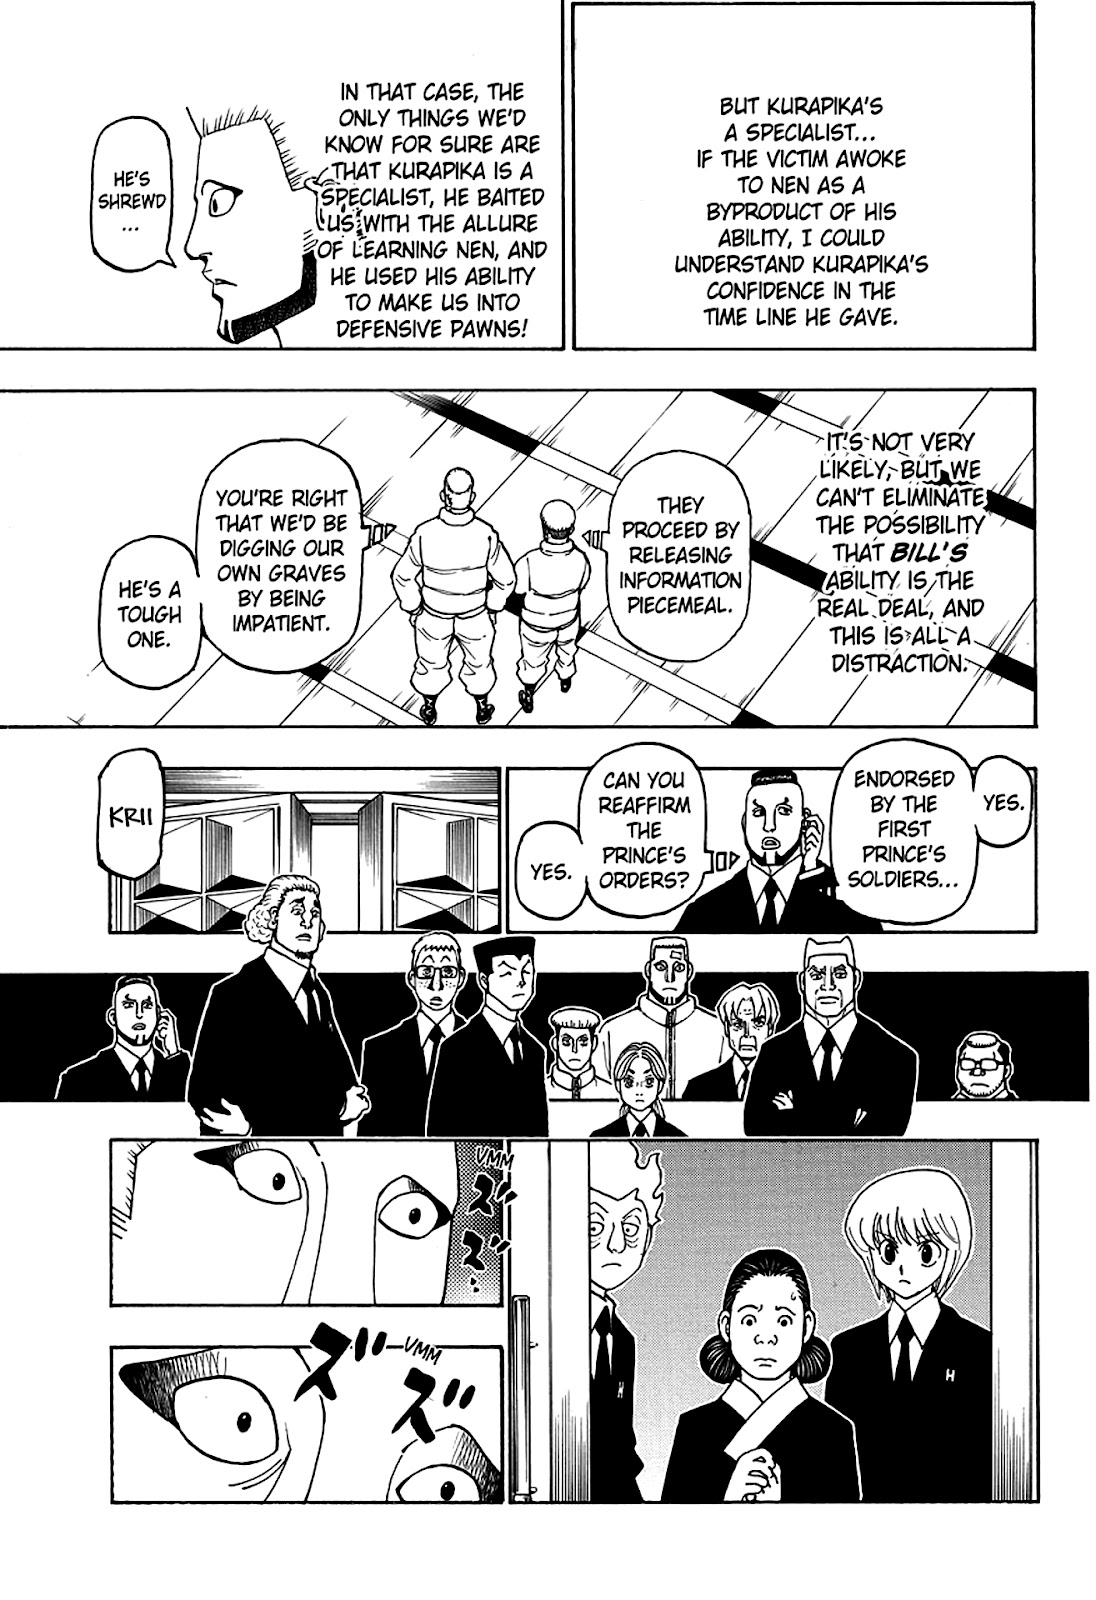 BUT KURAPIKA'S
A SPECIALIST...
IF THE VICTIM AWOKE
TO NEN AS A
BYPRODUCT OF HIS
ABILITY, I COULD
UNDERSTAND KURAPIKA'S
CONFIDENCE IN THE
TIME LINE HE GAVE.
IN THAT CASE, THE
ONLY THINGS WE'D
KNOW FOR SURE ARE
THAT KURAPIKA IS A
SPECIALIST, HE BAITED
US WITH THE ALLURE
OF LEARNING NEN, AND
HE USED HIS ABILITY
TO MAKE US INTO
DEFENSIVE PAWNS!
HE'S
SHREWD
...
IT'S NOT VERY
LIKELY, BUT WE
CAN'T ELIMINATE
THE POSSIBILITY
THAT BILL'S
ABILITY IS THE
REAL DEAL, AND
THIS IS ALL A
DISTRACTION.
THEY
PROCEED BY
RELEASING
INFORMATION
PIECEMEAL.
YOU'RE RIGHT
THAT WE'D BE
DIGGING OUR
OWN GRAVES
BY BEING
IMPATIENT.
HE'S A
TOUGH
ONE.
YES.
ENDORSED
BY THE
FIRST
PRINCE'S
SOLDIERS...
CAN YOU
REAFFIRM
THE
PRINCE'S
ORDERS?
YES.
KRII
H
H
VMM
ズズ
VMM
ズズ